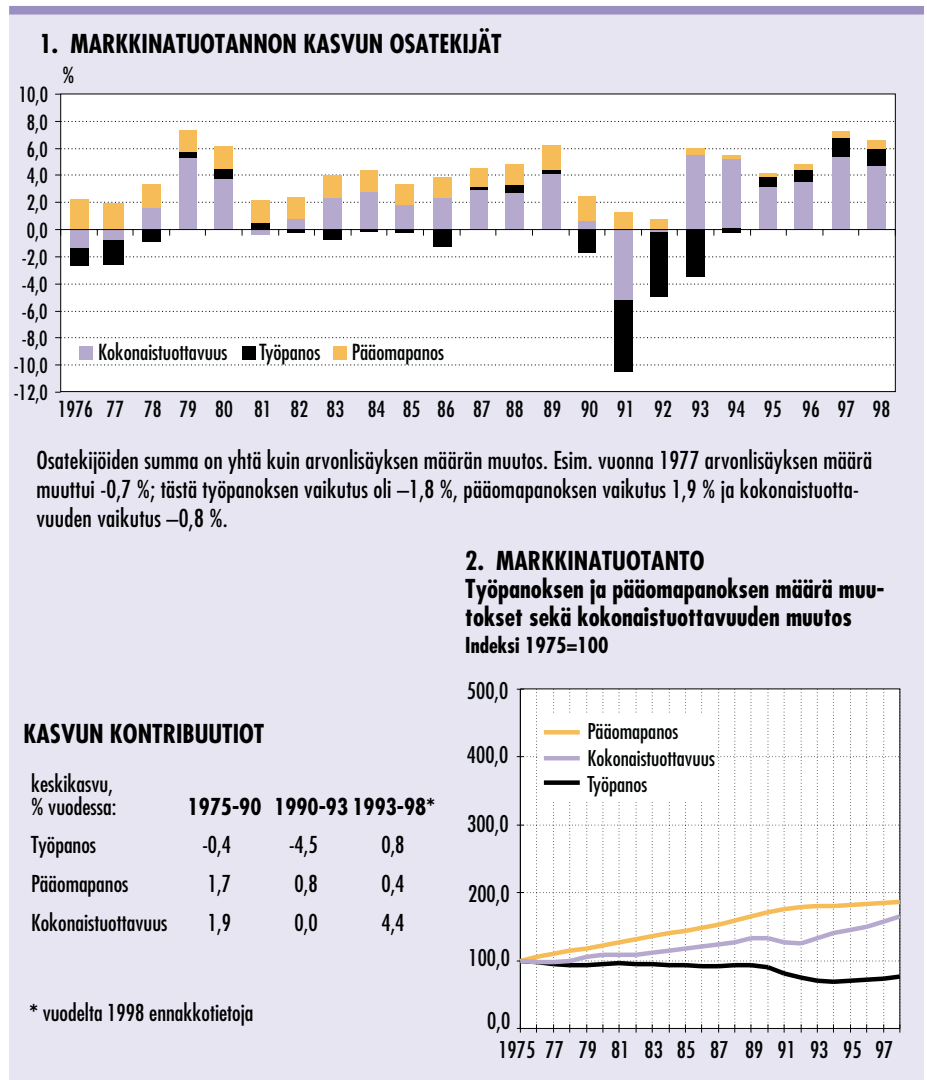 1. MARKKINATUOTANNON KASVUN OSATEKIJÄT
%
10,0
8,0
6,0
4,0
2,0
0,0
-2,0
-4,0
-6,0
-8,0
-10,0
-12,0
Kokonaistuottavuus Työpanos Pääomapanos
1976 77 78 79 80 81 82 83 84 85 86 87 88 89 90 91 92 93 94 95 96 97 98
Osatekijöiden summa on yhtä kuin arvonlisäyksen määrän muutos. Esim. vuonna 1977 arvonlisäyksen määrä
muuttui -0,7 %; tästä työpanoksen vaikutus oli –1,8 %, pääomapanoksen vaikutus 1,9 % ja kokonaistuotta-
vuuden vaikutus –0,8 %.
KASVUN KONTRIBUUTIOT
keskikasvu,
% vuodessa: 1975-90 1990-93 1993-98*
Työpanos -0,4 -4,5 0,8
Pääomapanos 1,7 0,8 0,4
Kokonaistuottavuus 1,9 0,0 4,4
* vuodelta 1998 ennakkotietoja
2. MARKKINATUOTANTO
Työpanoksen ja pääomapanoksen määrä muu-
tokset sekä kokonaistuottavuuden muutos
Indeksi 1975=100
500,0
400,0
300,0
200,0
100,0
0,0
Pääomapanos
Kokonaistuottavuus
Työpanos
1975 77 79 81 83 85 87 89 91 93 95 97